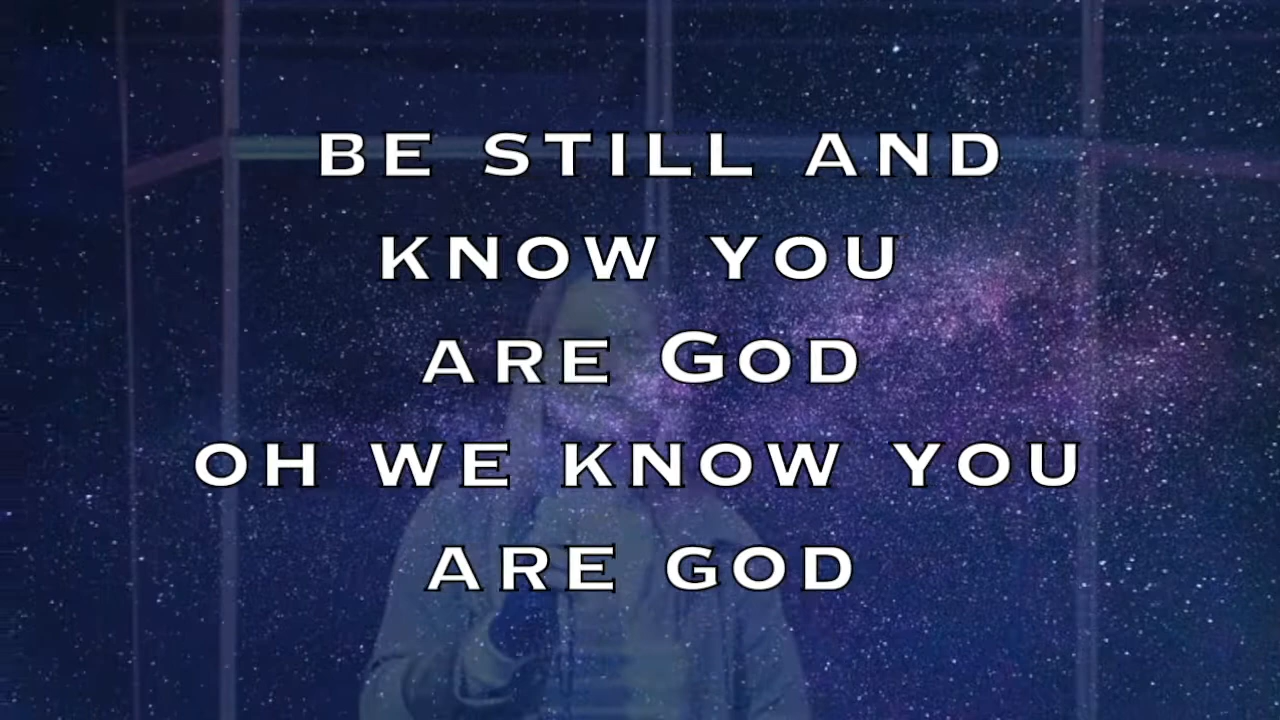 BE STILL AND
KNOW YOU
ARE GOD
OH WE KNOW YOU
ARE GOD